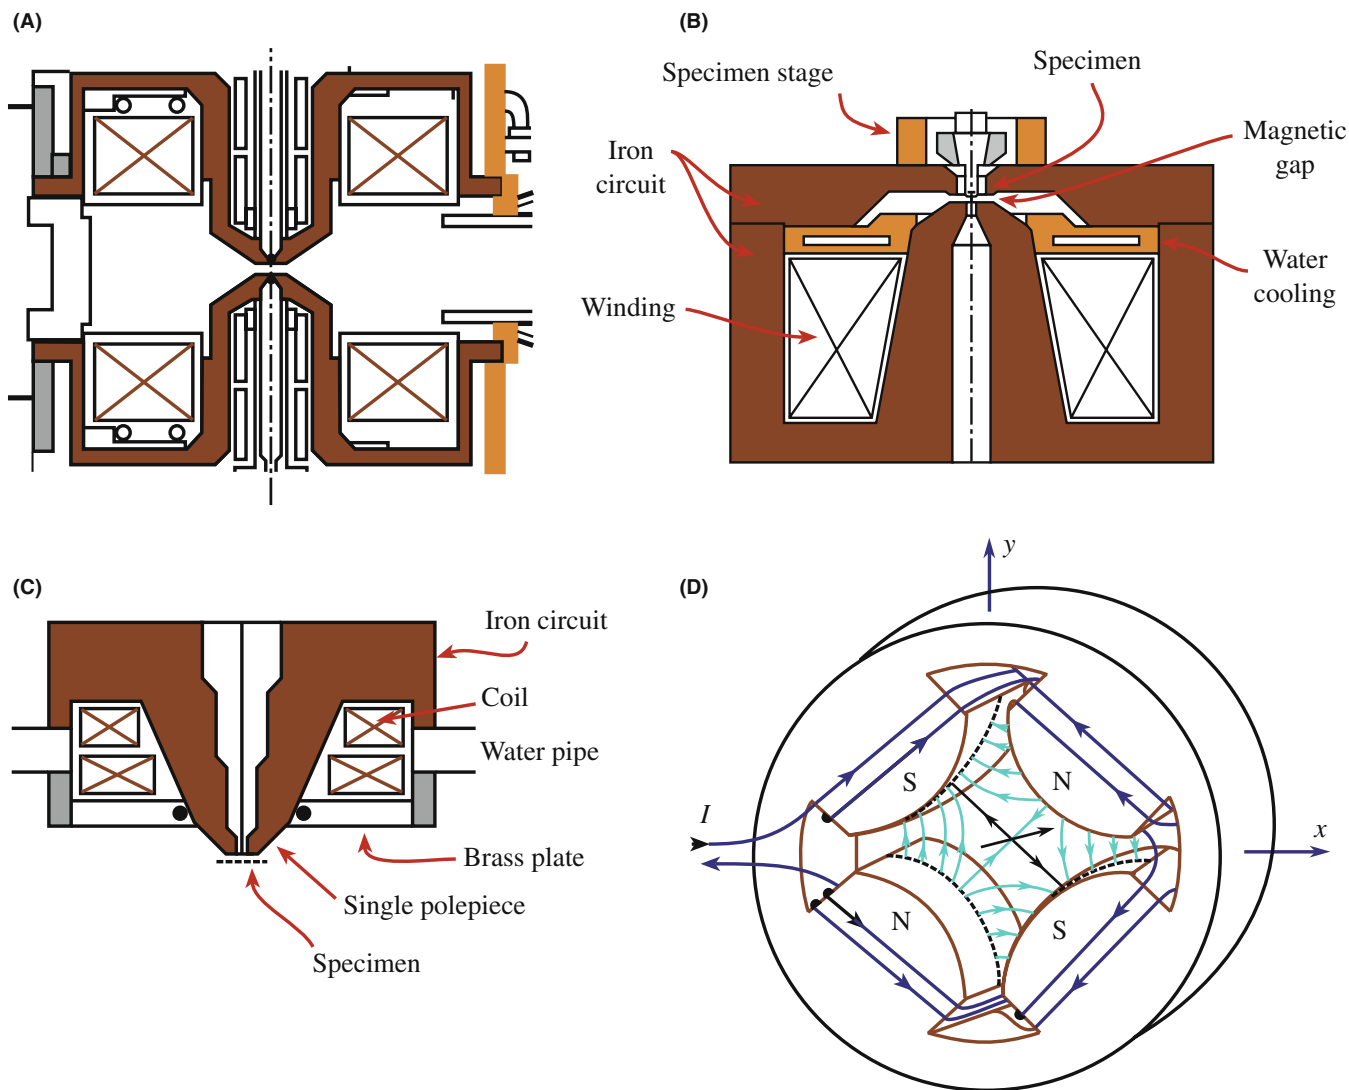 (A)
(B)
Specimen stage
Specimen
Iron
circuit
Magnetic
gap
Winding
Water
cooling
(C)
Iron circuit
Coil
Water pipe
Brass plate
Single polepiece
Specimen
(D)
y
x
I
S
N
N
S